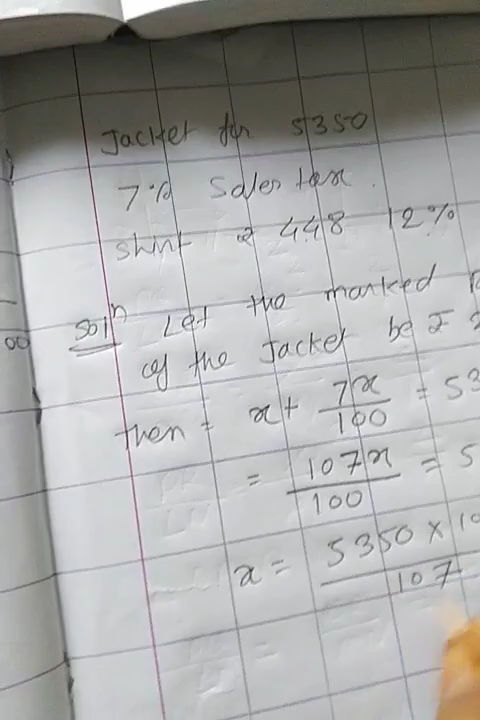 Jacket for 5350
7% Sales tax.
Shirt ₹ 448 12%
00 Solⁿ Let the marked
of the Jacket be ₹
then = x + 7x/100 = 53
= 107x/100 = 5
x = 5350 × 10/107
=